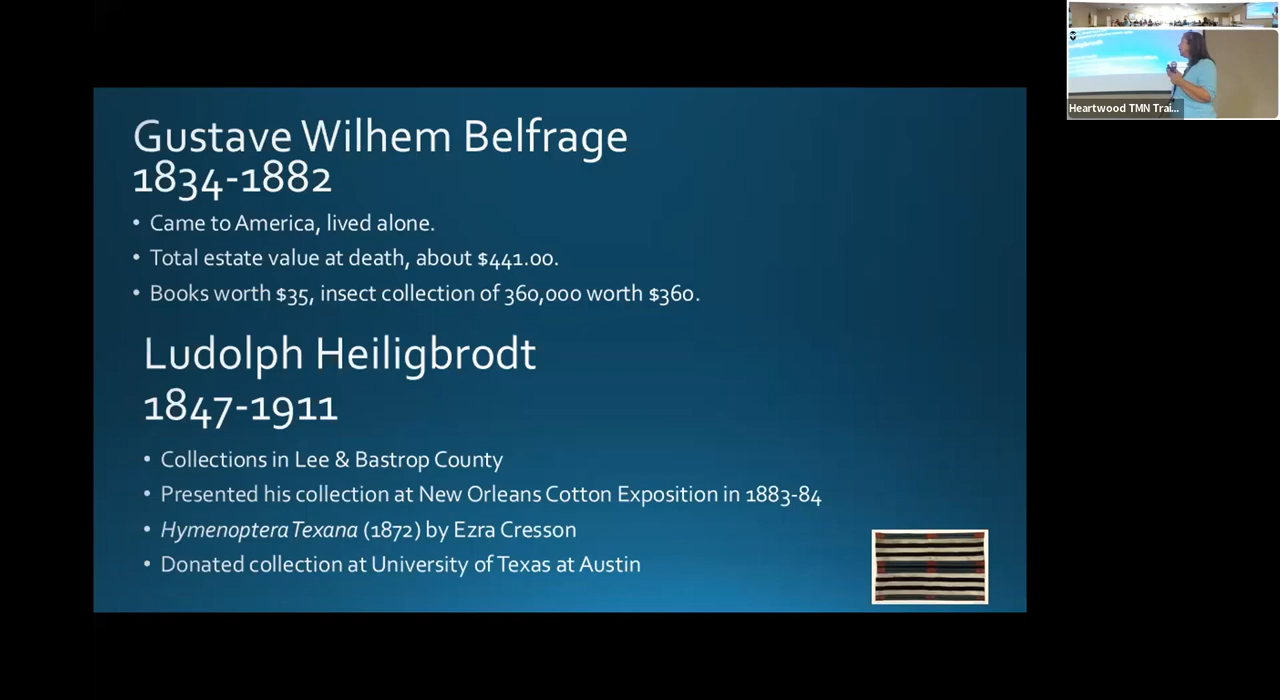 Gustave Wilhem Belfrage
1834-1882
• Came to America, lived alone.
• Total estate value at death, about $441.00.
• Books worth $35, insect collection of 360,000 worth $360.
Ludolph Heiligbrodt
1847-1911
• Collections in Lee & Bastrop County
• Presented his collection at New Orleans Cotton Exposition in 1883-84
• Hymenoptera Texana (1872) by Ezra Cresson
• Donated collection at University of Texas at Austin
Heartwood TMN Trai...